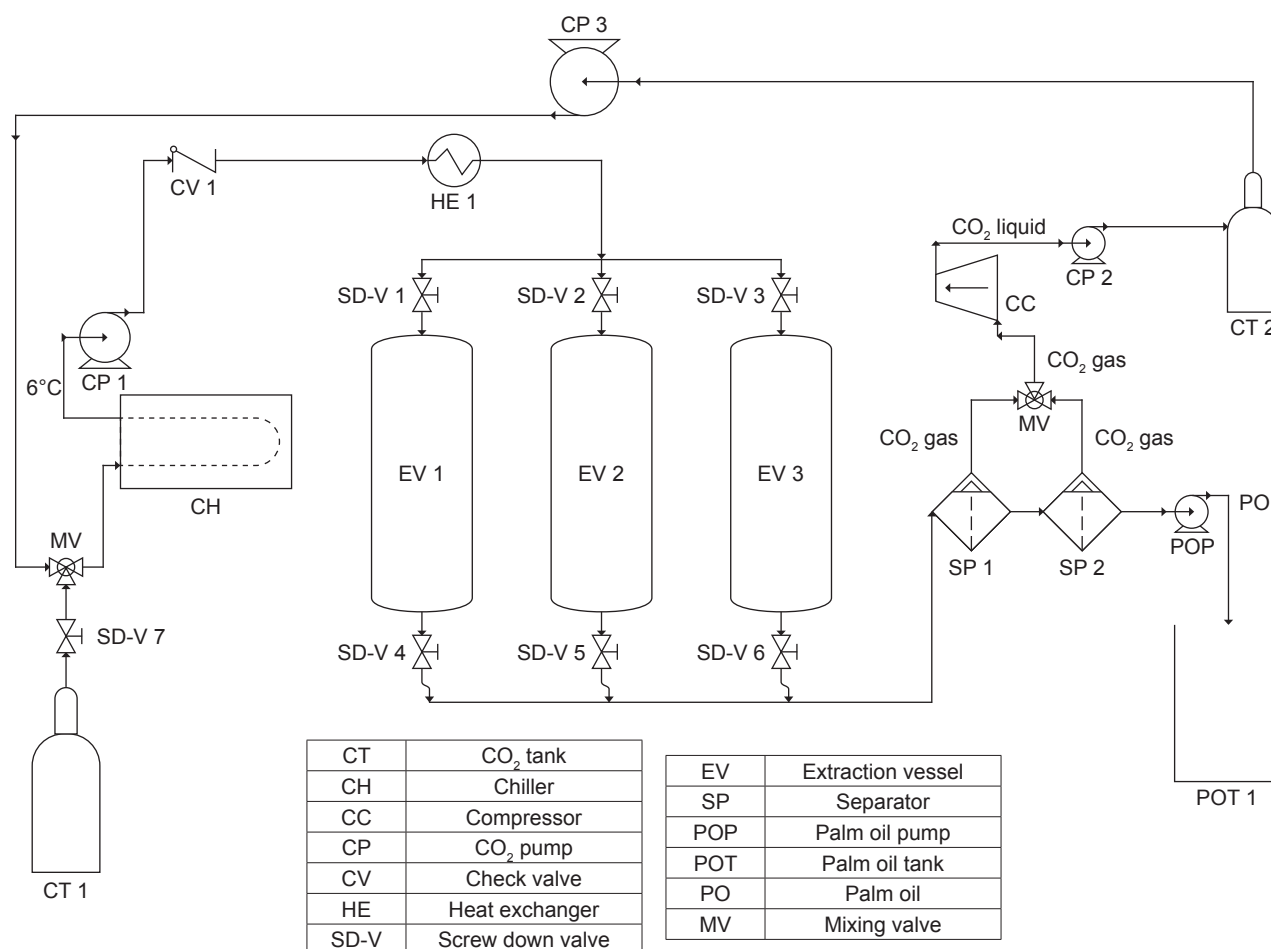 CP 3
CV 1
HE 1
CO₂ liquid
CP 2
SD-V 1
SD-V 2
SD-V 3
CC
CT 2
CP 1
CO₂ gas
6°C
MV
CO₂ gas
CO₂ gas
EV 1
EV 2
EV 3
CH
PO
MV
POP
SP 1
SP 2
SD-V 7
SD-V 4
SD-V 5
SD-V 6
CT CO₂ tank
CH Chiller
CC Compressor
CP CO₂ pump
CV Check valve
HE Heat exchanger
SD-V Screw down valve
EV Extraction vessel
SP Separator
POP Palm oil pump
POT Palm oil tank
PO Palm oil
MV Mixing valve
POT 1
CT 1